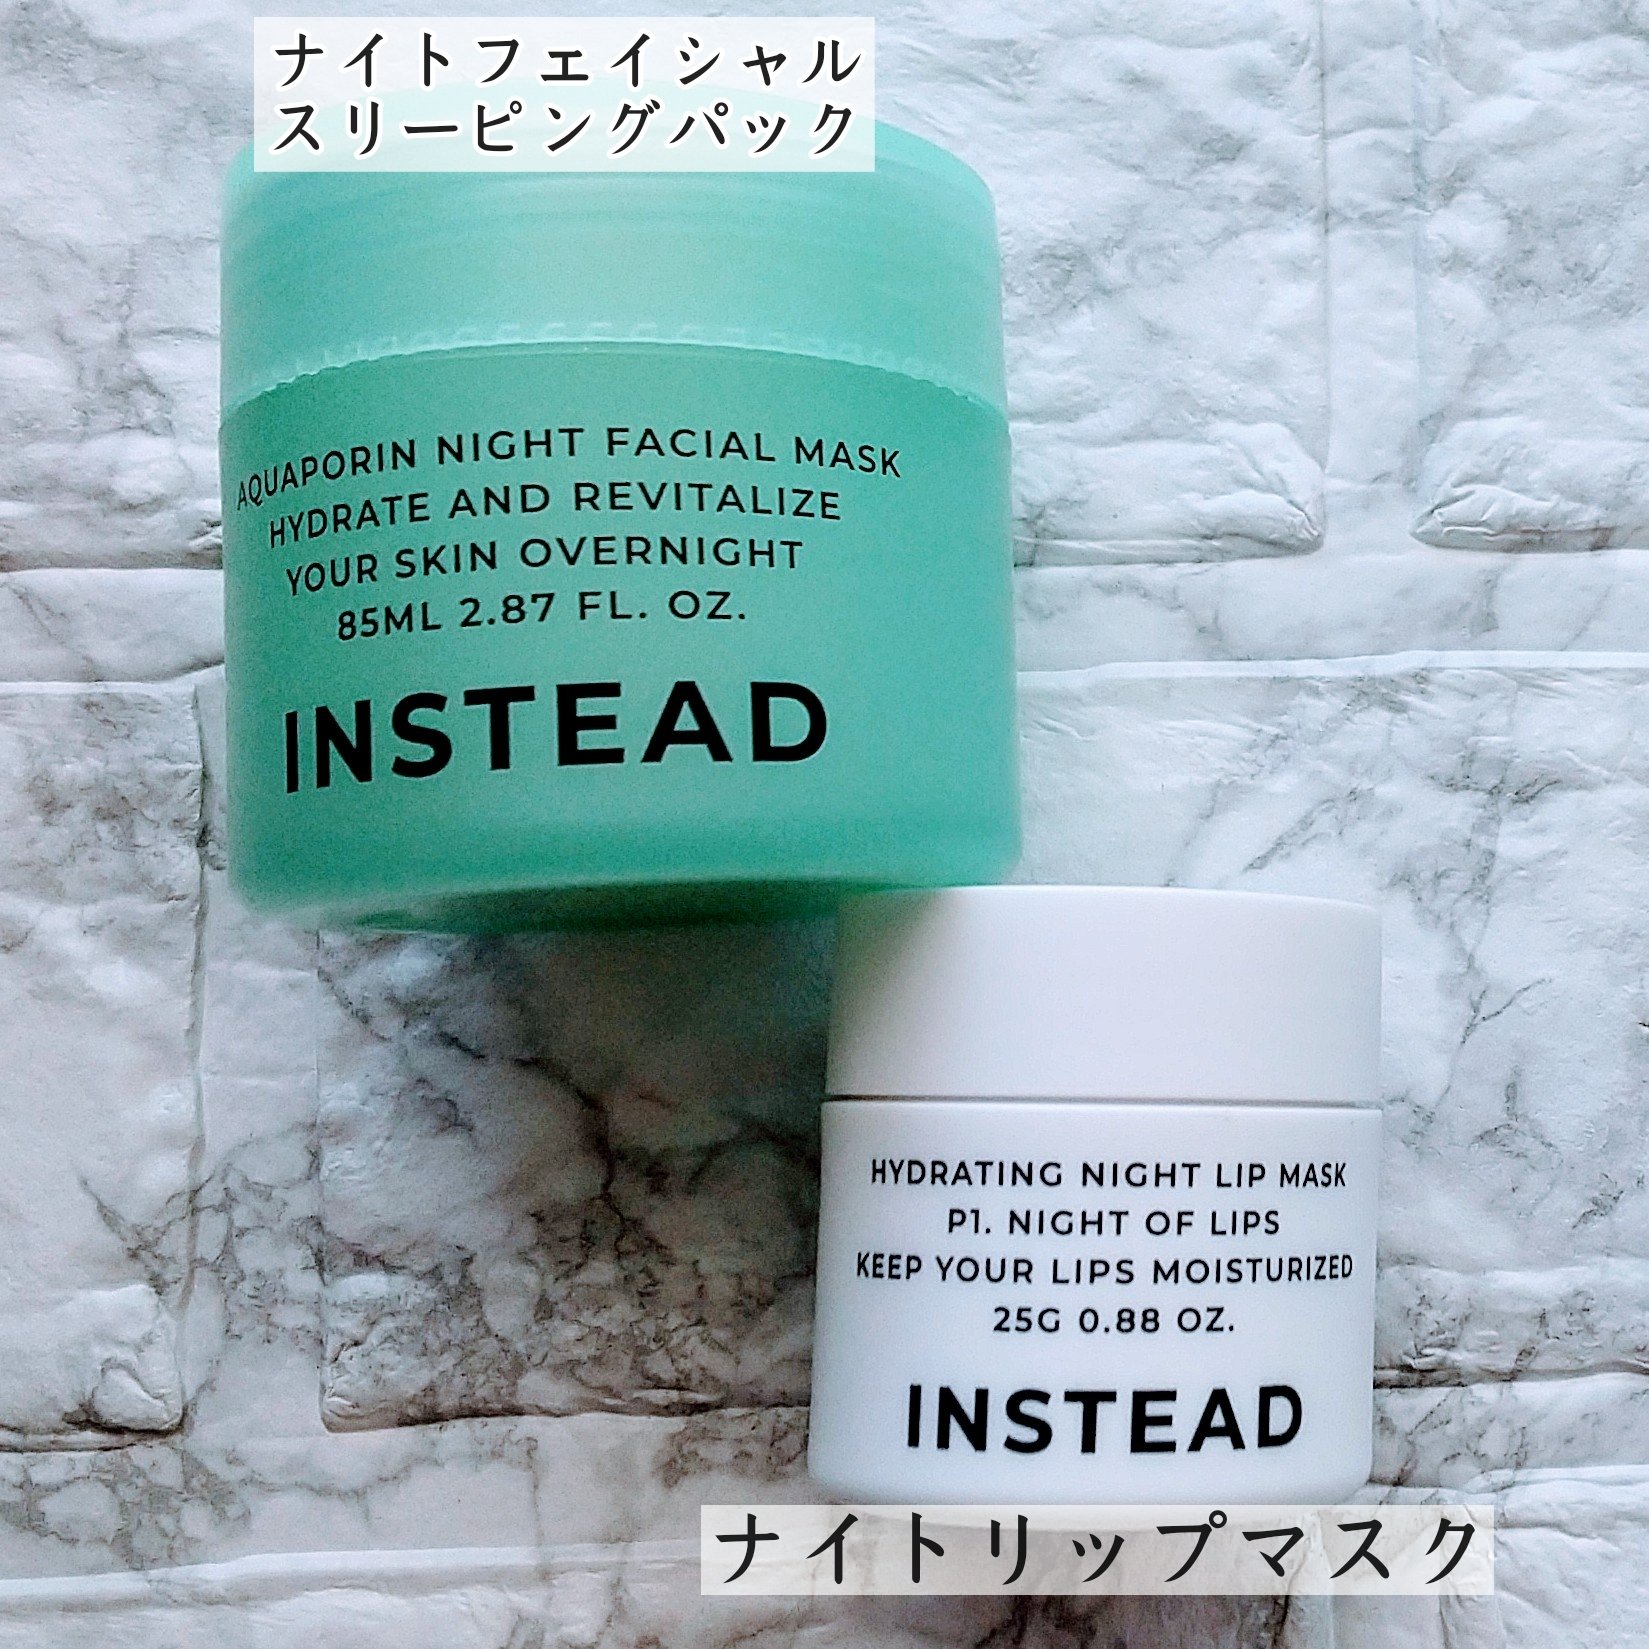 ナイトフェイシャル
スリーピングパック
AQUAPORIN NIGHT FACIAL MASK
HYDRATE AND REVITALIZE
YOUR SKIN OVERNIGHT
85ML 2.87 FL. OZ.
INSTEAD
HYDRATING NIGHT LIP MASK
P1. NIGHT OF LIPS
KEEP YOUR LIPS MOISTURIZED
25G 0.88 OZ.
INSTEAD
ナイトリップマスク